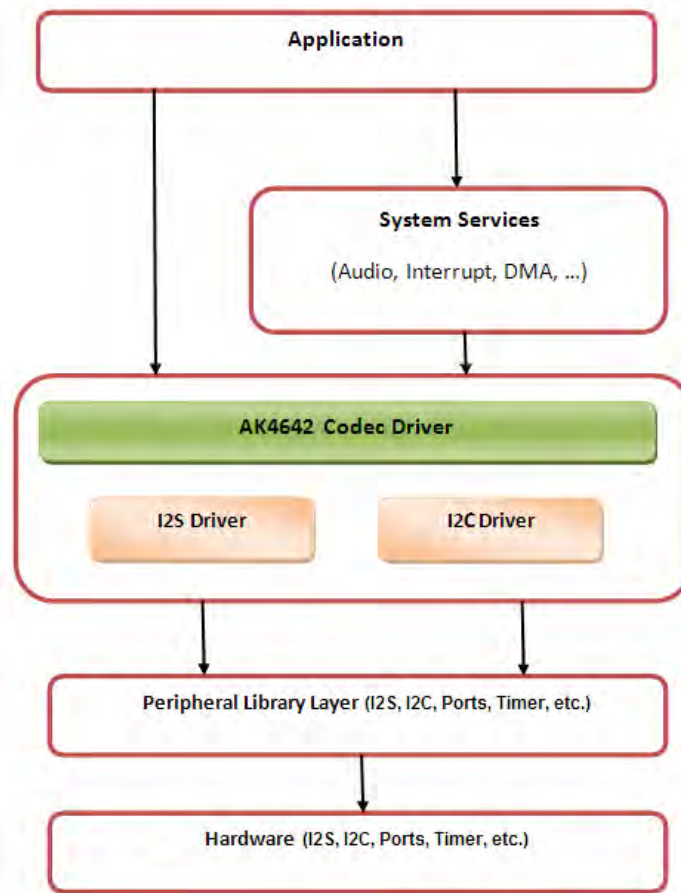 Application
System Services
(Audio, Interrupt, DMA, ...)
AK4642 Codec Driver
I2S Driver
I2C Driver
Peripheral Library Layer (I2S, I2C, Ports, Timer, etc.)
Hardware (I2S, I2C, Ports, Timer, etc.)